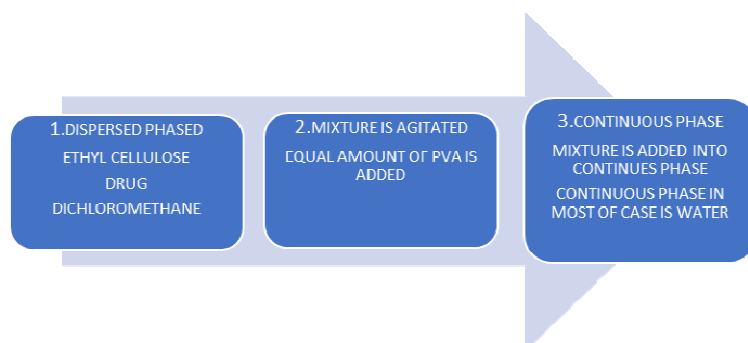 1.DISPERSED PHASED
ETHYL CELLULOSE
DRUG
DICHLOROMETHANE
2.MIXTURE IS AGITATED
EQUAL AMOUNT OF PVA IS
ADDED
3.CONTINUOUS PHASE
MIXTURE IS ADDED INTO
CONTINUES PHASE
CONTINUOUS PHASE IN
MOST OF CASE IS WATER